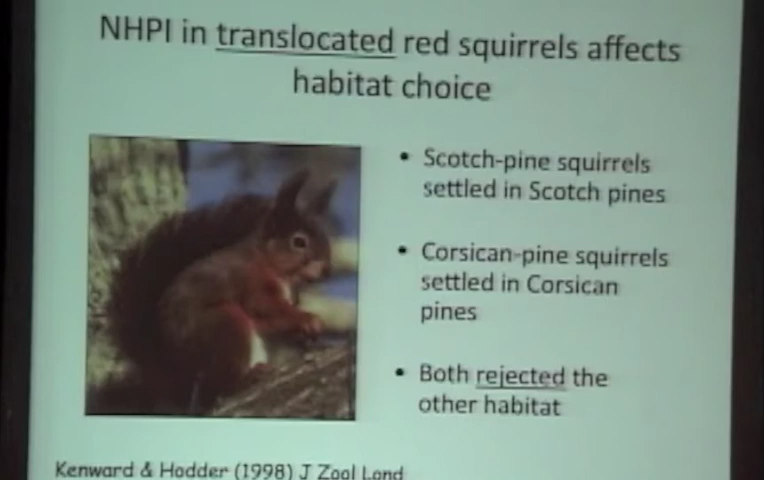 NHPI in translocated red squirrels affects
habitat choice
• Scotch-pine squirrels
settled in Scotch pines
• Corsican-pine squirrels
settled in Corsican
pines
• Both rejected the
other habitat
Kenward & Hodder (1998) J Zool Lond